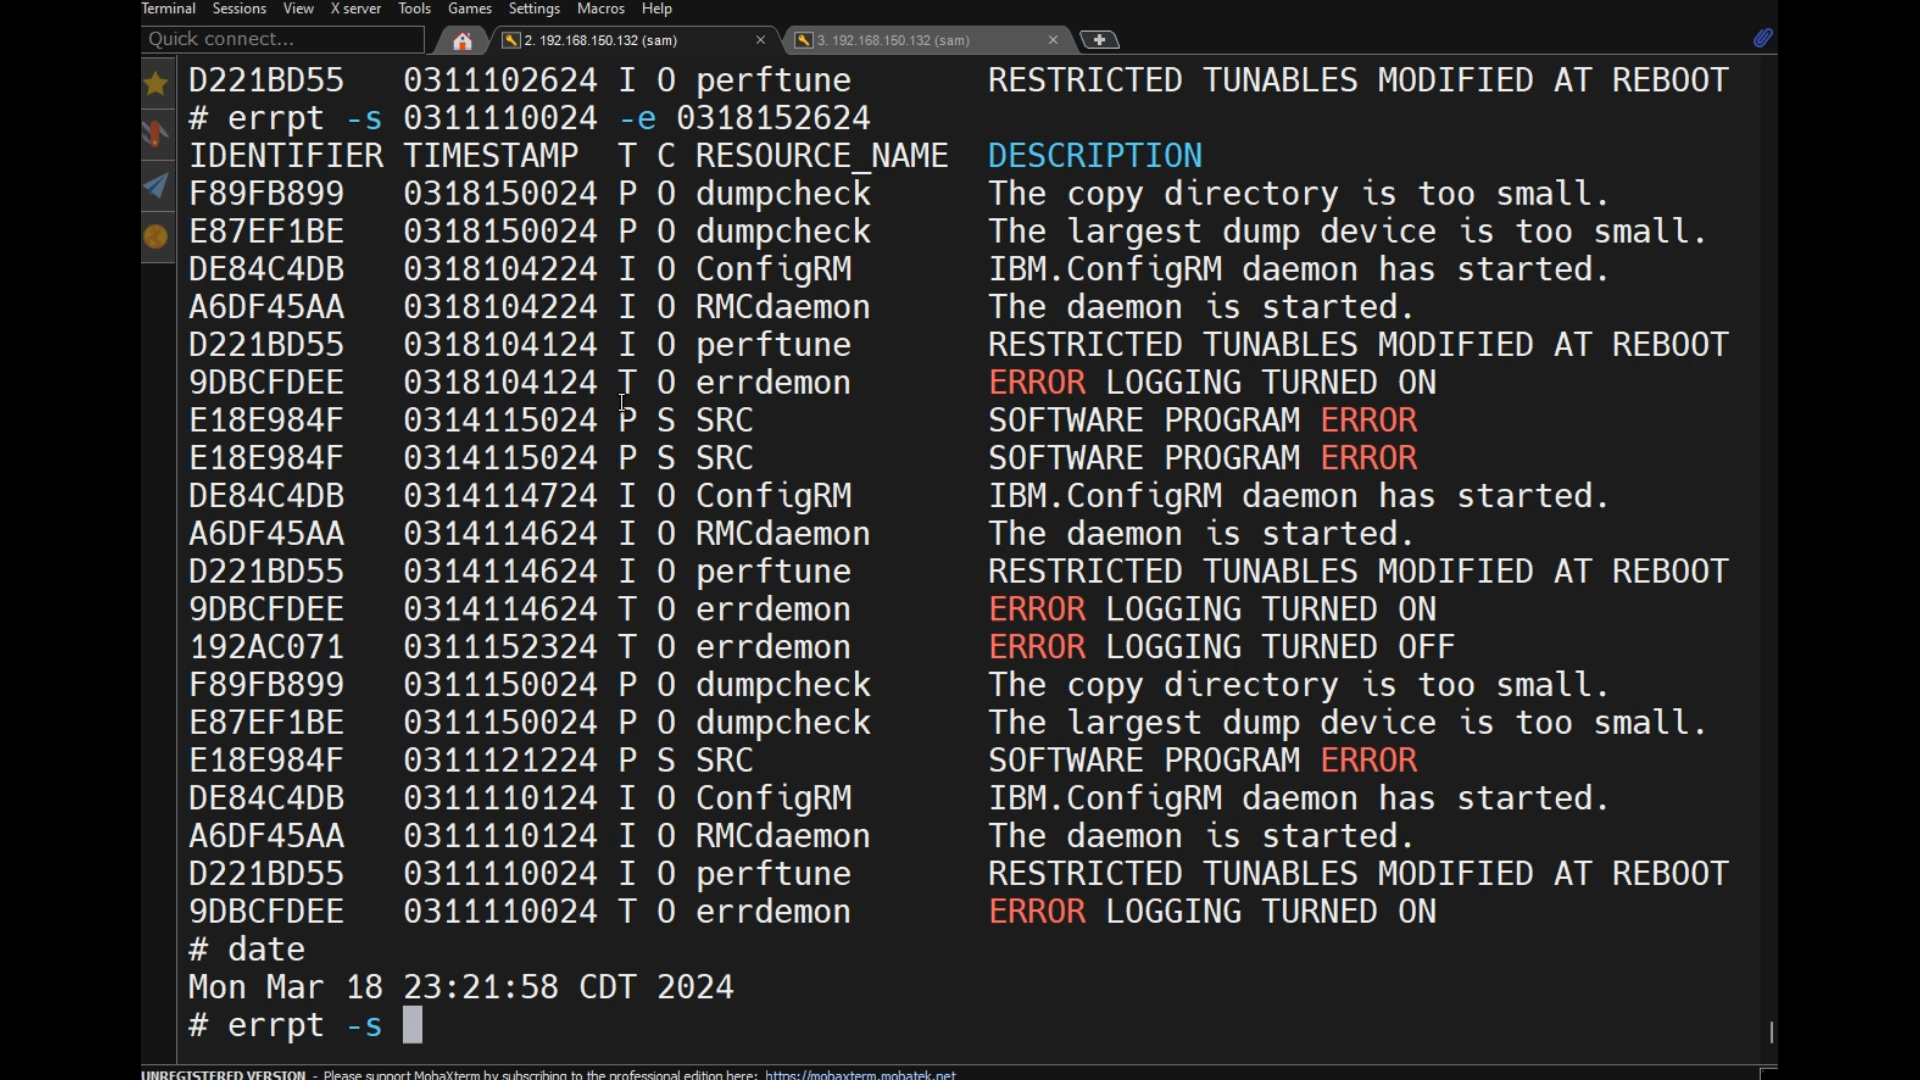 Terminal Sessions View X server Tools Games Settings Macros Help
Quick connect... 2. 192.168.150.132 (sam) 3. 192.168.150.132 (sam)
D221BD55 0311102624 I O perftune RESTRICTED TUNABLES MODIFIED AT REBOOT
# errpt -s 0311110024 -e 0318152624
IDENTIFIER TIMESTAMP T C RESOURCE_NAME DESCRIPTION
F89FB899 0318150024 P O dumpcheck The copy directory is too small.
E87EF1BE 0318150024 P O dumpcheck The largest dump device is too small.
DE84C4DB 0318104224 I O ConfigRM IBM.ConfigRM daemon has started.
A6DF45AA 0318104224 I O RMCdaemon The daemon is started.
D221BD55 0318104124 I O perftune RESTRICTED TUNABLES MODIFIED AT REBOOT
9DBCFDEE 0318104124 T O errdemon ERROR LOGGING TURNED ON
E18E984F 0314115024 P S SRC SOFTWARE PROGRAM ERROR
E18E984F 0314115024 P S SRC SOFTWARE PROGRAM ERROR
DE84C4DB 0314114724 I O ConfigRM IBM.ConfigRM daemon has started.
A6DF45AA 0314114624 I O RMCdaemon The daemon is started.
D221BD55 0314114624 I O perftune RESTRICTED TUNABLES MODIFIED AT REBOOT
9DBCFDEE 0314114624 T O errdemon ERROR LOGGING TURNED ON
192AC071 0311152324 T O errdemon ERROR LOGGING TURNED OFF
F89FB899 0311150024 P O dumpcheck The copy directory is too small.
E87EF1BE 0311150024 P O dumpcheck The largest dump device is too small.
E18E984F 0311121224 P S SRC SOFTWARE PROGRAM ERROR
DE84C4DB 0311110124 I O ConfigRM IBM.ConfigRM daemon has started.
A6DF45AA 0311110124 I O RMCdaemon The daemon is started.
D221BD55 0311110024 I O perftune RESTRICTED TUNABLES MODIFIED AT REBOOT
9DBCFDEE 0311110024 T O errdemon ERROR LOGGING TURNED ON
# date
Mon Mar 18 23:21:58 CDT 2024
# errpt -s
UNREGISTERED VERSION - Please support MobaXterm by subscribing to the professional edition here: https://mobaxterm.mobatek.net